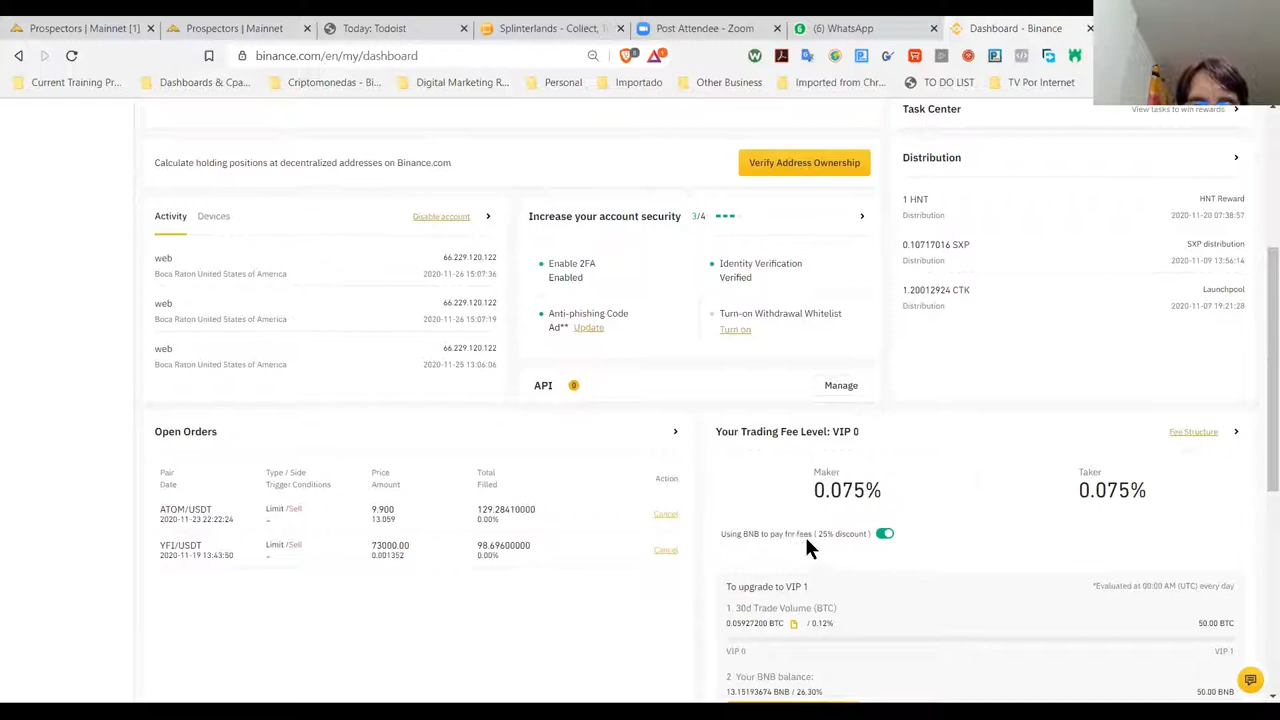 Prospectors | Mainnet [1]
Prospectors | Mainnet
Today: Todoist
Splinterlands - Collect, T
Post Attendee - Zoom
(6) WhatsApp
Dashboard - Binance
binance.com/en/my/dashboard
Current Training Pr...
Dashboards & Cpa...
Criptomonedas - Bi...
Digital Marketing R...
Personal
Importado
Other Business
Imported from Chr...
TO DO LIST
TV Por Internet
Task Center
View tasks to win rewards
Calculate holding positions at decentralized addresses on Binance.com
Verify Address Ownership
Distribution
1 HNT
HNT Reward
Distribution
2020-11-20 07:38:57
0.10717016 SXP
SXP distribution
Distribution
2020-11-09 13:56:14
1.20012924 CTK
Launchpool
Distribution
2020-11-07 19:21:28
Activity
Devices
Disable account
web
66.229.120.122
Boca Raton United States of America
2020-11-26 15:07:36
web
66.229.120.122
Boca Raton United States of America
2020-11-26 15:07:19
web
66.229.120.122
Boca Raton United States of America
2020-11-25 13:06:06
Increase your account security 3/4
Enable 2FA
Enabled
Identity Verification
Verified
Anti-phishing Code
Ad** Update
Turn-on Withdrawal Whitelist
Turn on
API 0
Manage
Open Orders
Pair
Date
Type / Side
Trigger Conditions
Price
Amount
Total
Filled
Action
ATOM/USDT
2020-11-23 22:22:24
Limit /Sell
–
9.900
13.059
129.28410000
0.00%
Cancel
YFI/USDT
2020-11-19 13:43:50
Limit /Sell
–
73000.00
0.001352
98.69600000
0.00%
Cancel
Your Trading Fee Level: VIP 0
Fee Structure
Maker
0.075%
Taker
0.075%
Using BNB to pay for fees ( 25% discount )
To upgrade to VIP 1
*Evaluated at 00:00 AM (UTC) every day
1 30d Trade Volume (BTC)
0.05927200 BTC / 0.12%
50.00 BTC
VIP 0
VIP 1
2 Your BNB balance:
13.15193674 BNB / 26.30%
50.00 BNB